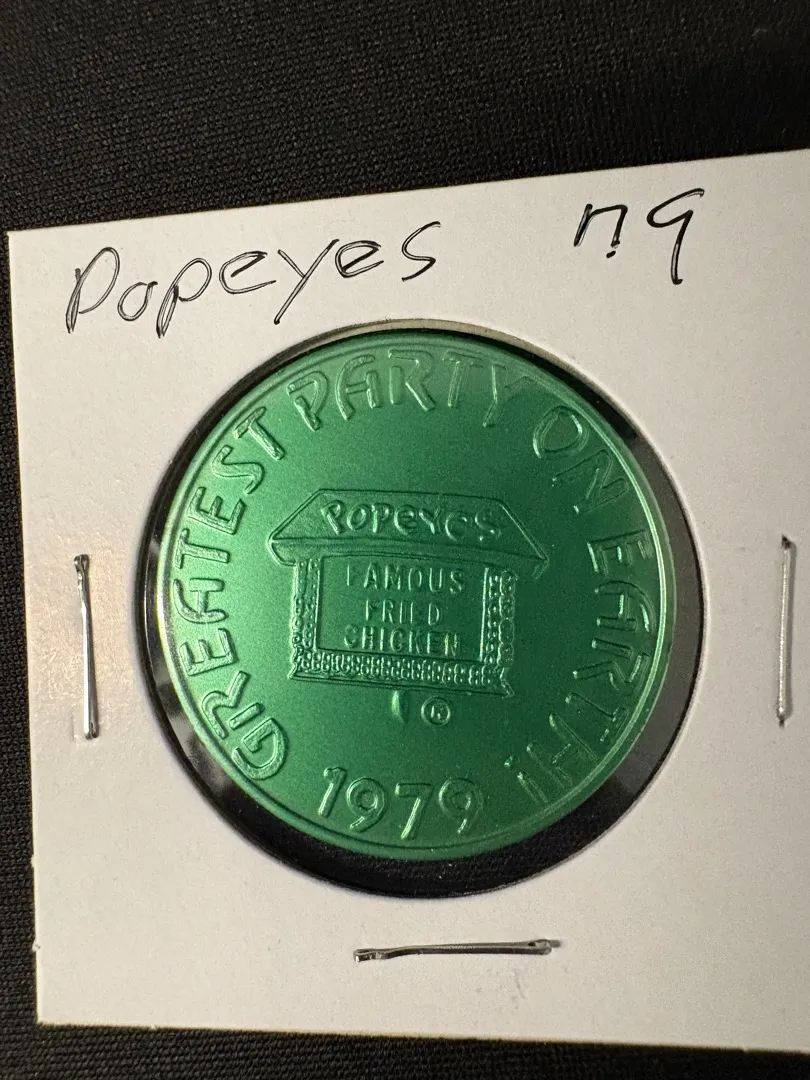 Popeyes 79
GREATEST PARTY ON EARTH!
POPEYES
FAMOUS
FRIED
CHICKEN
®
1979